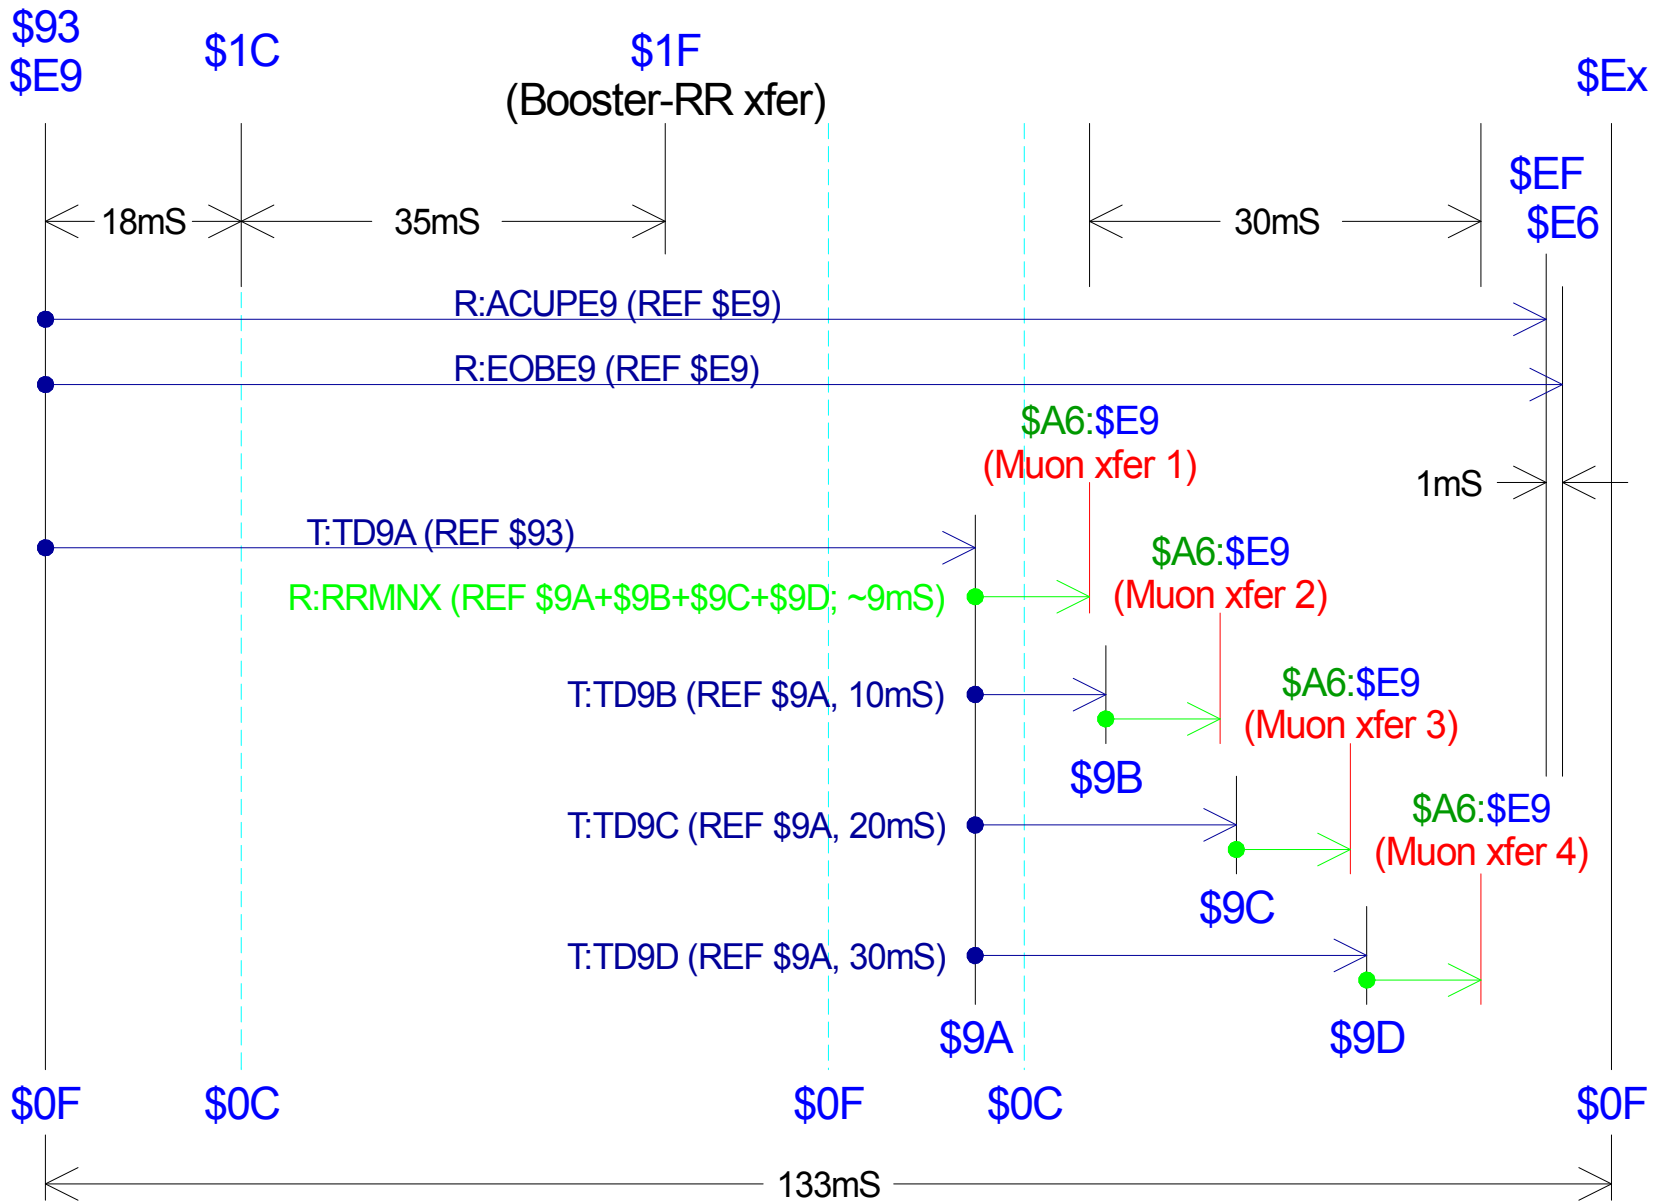 $93
$E9
$1C
$1F
(Booster-RR xfer)
$Ex
$EF
$E6
18mS
35mS
30mS
R:ACUPE9 (REF $E9)
R:EOBE9 (REF $E9)
$A6:$E9
(Muon xfer 1)
1mS
T:TD9A (REF $93)
$A6:$E9
(Muon xfer 2)
R:RRMNX (REF $9A+$9B+$9C+$9D; ~9mS)
T:TD9B (REF $9A, 10mS)
$A6:$E9
(Muon xfer 3)
$9B
T:TD9C (REF $9A, 20mS)
$A6:$E9
(Muon xfer 4)
$9C
T:TD9D (REF $9A, 30mS)
$9A
$9D
$0F
$0C
$0F
$0C
$0F
133mS